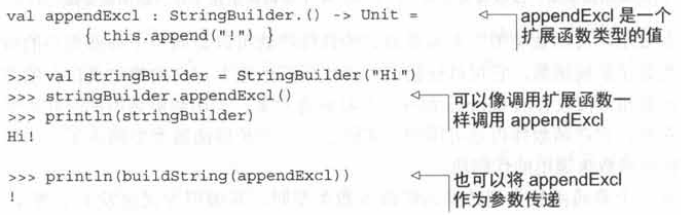 val appendExcl : StringBuilder.() -> Unit =
{ this.append("!") }
appendExcl 是一个
扩展函数类型的值
>>> val stringBuilder = StringBuilder("Hi")
>>> stringBuilder.appendExcl()
>>> println(stringBuilder)
Hi!
可以像调用扩展函数一
样调用 appendExcl
>>> println(buildString(appendExcl))
!
也可以将 appendExcl
作为参数传递